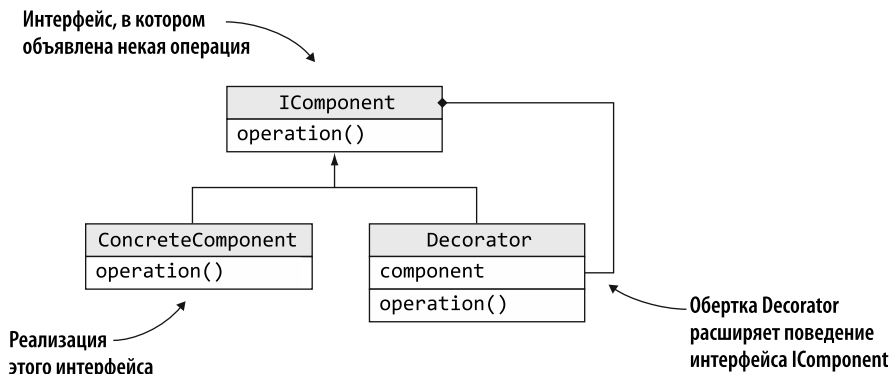 Интерфейс, в котором
объявлена некая операция
IComponent
operation()
ConcreteComponent
operation()
Decorator
component
operation()
Реализация
этого интерфейса
Обертка Decorator
расширяет поведение
интерфейса IComponent